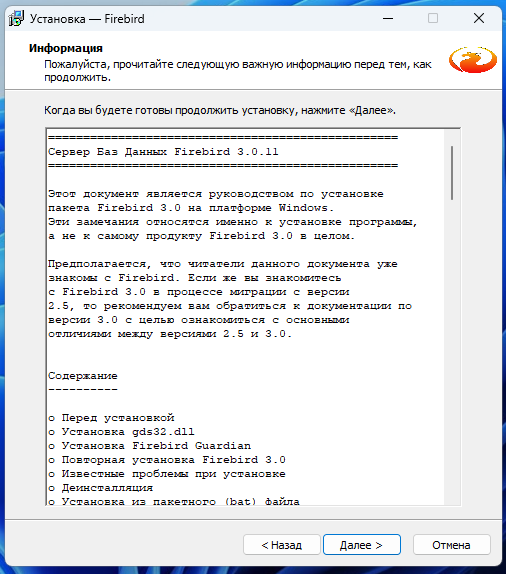 Установка — Firebird
Информация
Пожалуйста, прочитайте следующую важную информацию перед тем, как
продолжить.
Когда вы будете готовы продолжить установку, нажмите «Далее».
==================================================
Сервер Баз Данных Firebird 3.0.11
==================================================
Этот документ является руководством по установке
пакета Firebird 3.0 на платформе Windows.
Эти замечания относятся именно к установке программы,
а не к самому продукту Firebird 3.0 в целом.
Предполагается, что читатели данного документа уже
знакомы с Firebird. Если же вы знакомитесь
с Firebird 3.0 в процессе миграции с версии
2.5, то рекомендуем вам обратиться к документации по
версии 3.0 с целью ознакомиться с основными
отличиями между версиями 2.5 и 3.0.
Содержание
----------
o Перед установкой
o Установка gds32.dll
o Установка Firebird Guardian
o Повторная установка Firebird 3.0
o Известные проблемы при установке
o Деинсталляция
o Установка из пакетного (bat) файла
< Назад
Далее >
Отмена